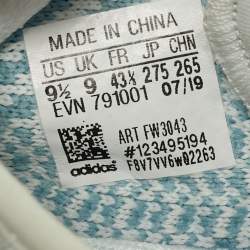 MADE IN CHINA
US UK FR JP CHN
9½ 9 43⅓ 275 265
EVN 791001 07/19
ART FW3043
#123495194
F8V7VV6wQ2263
adidas